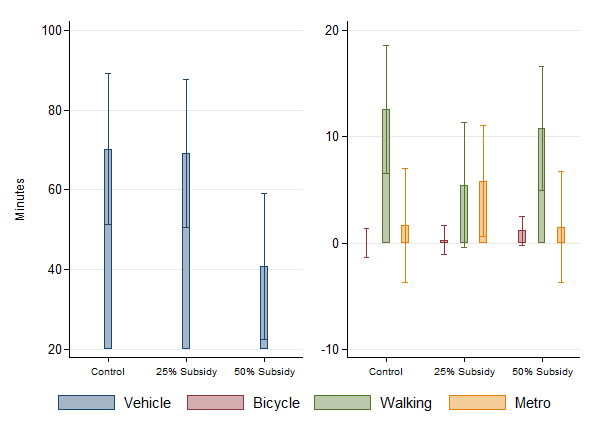 Minutes
100
80
60
40
20
Control
25% Subsidy
50% Subsidy
20
10
0
-10
Control
25% Subsidy
50% Subsidy
Vehicle
Bicycle
Walking
Metro